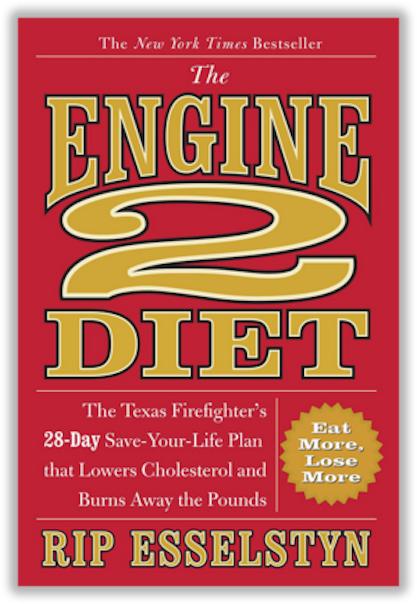 The New York Times Bestseller
The
ENGINE
2
DIET
The Texas Firefighter's
28-Day Save-Your-Life Plan
that Lowers Cholesterol and
Burns Away the Pounds
Eat
More,
Lose
More
RIP ESSELSTYN